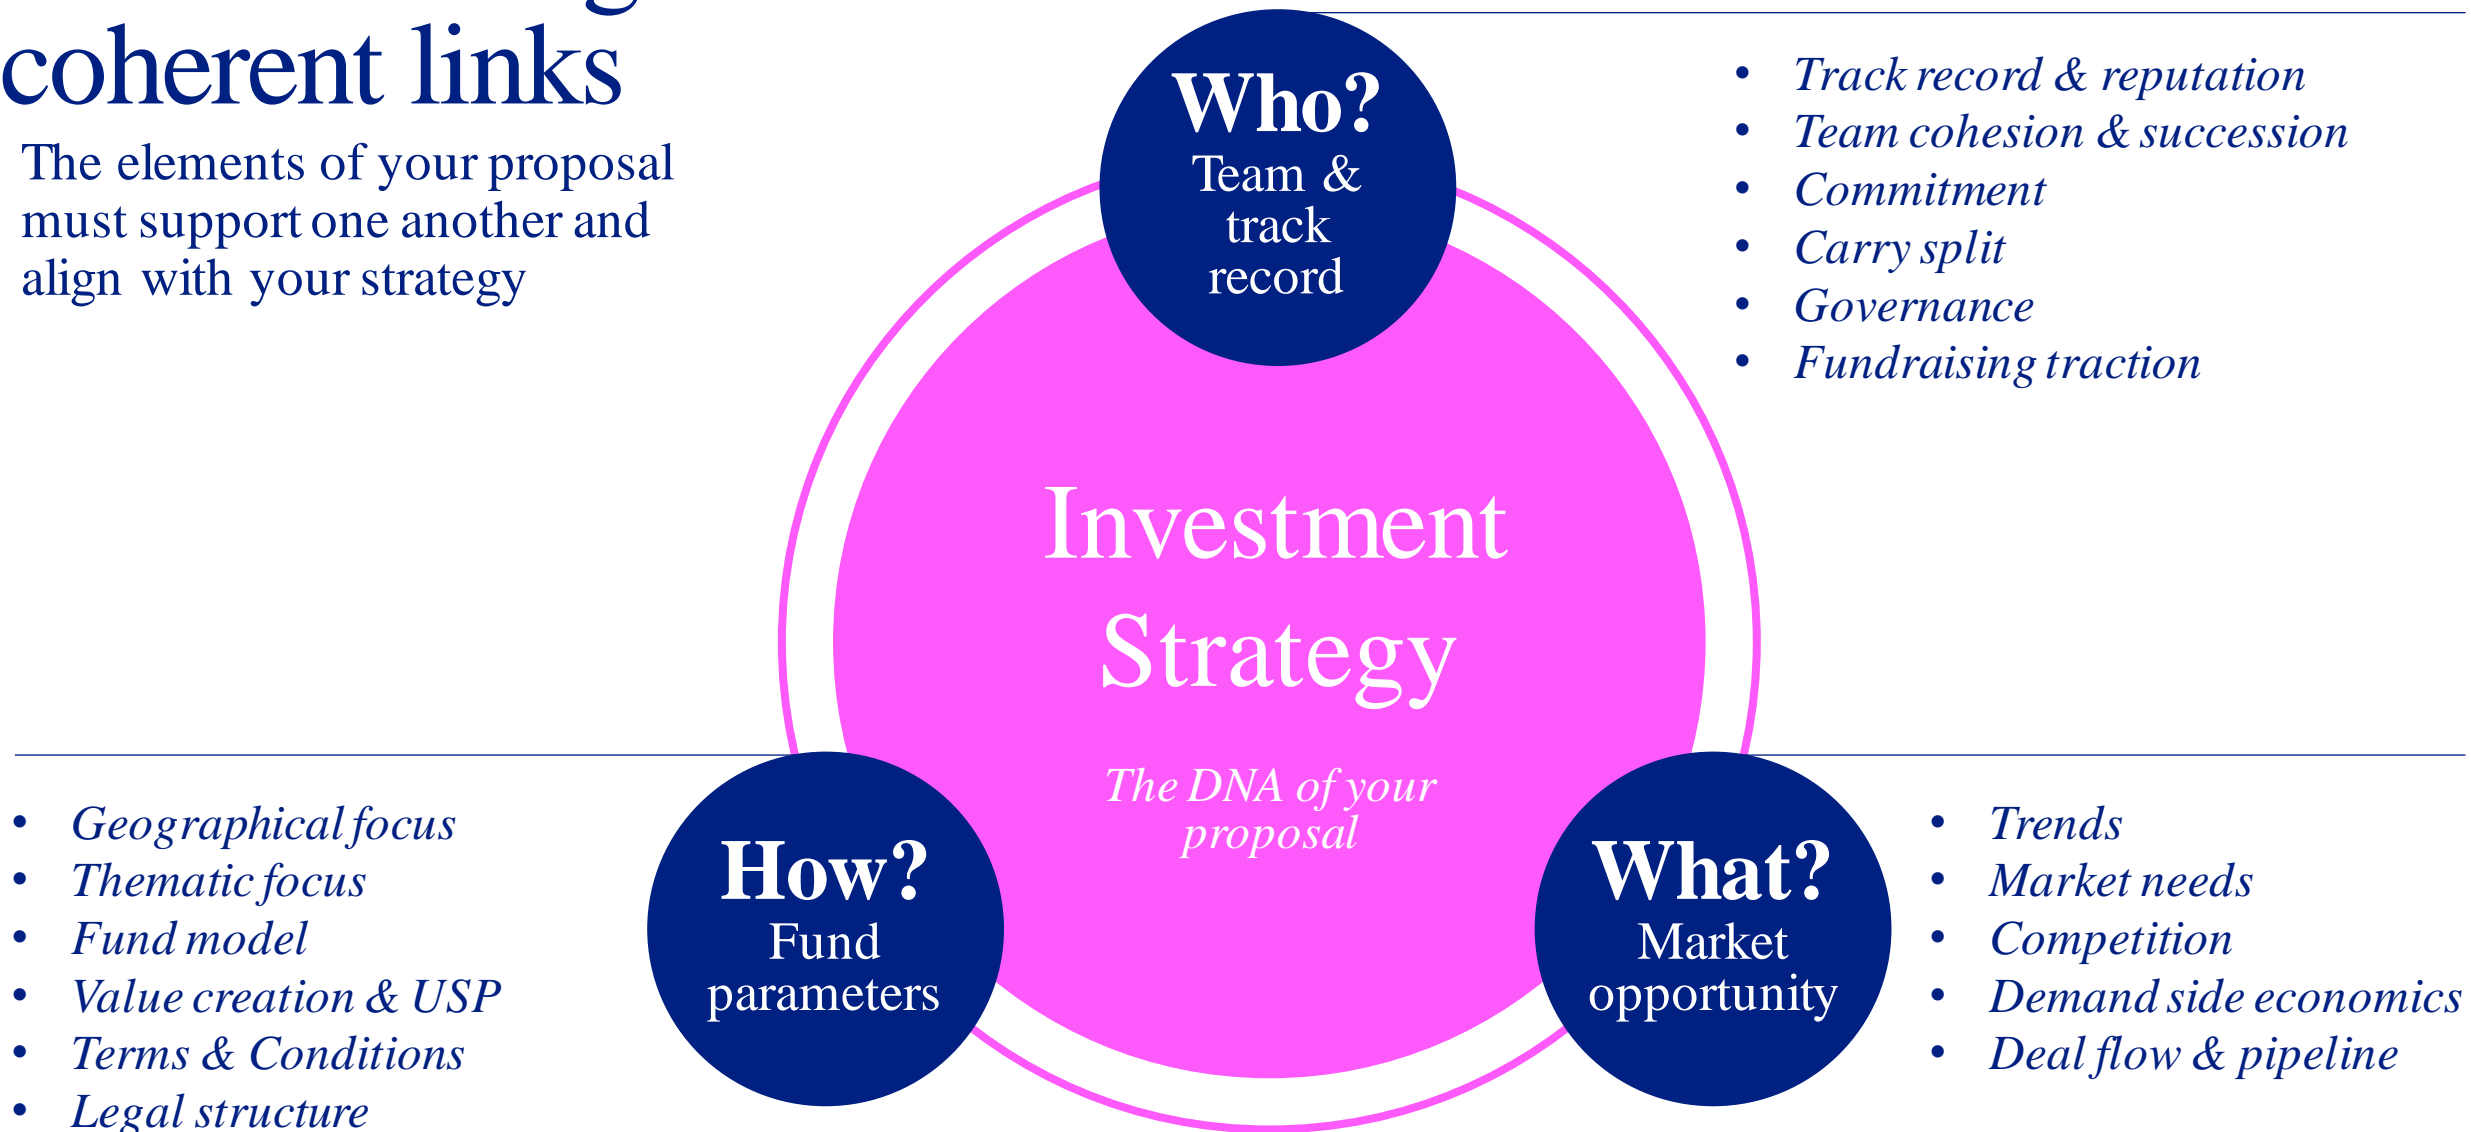 coherent links
The elements of your proposal
must support one another and
align with your strategy
Who?
Team &
track
record
• Track record & reputation
• Team cohesion & succession
• Commitment
• Carry split
• Governance
• Fundraising traction
Investment
Strategy
The DNA of your
proposal
How?
Fund
parameters
• Geographical focus
• Thematic focus
• Fund model
• Value creation & USP
• Terms & Conditions
• Legal structure
What?
Market
opportunity
• Trends
• Market needs
• Competition
• Demand side economics
• Deal flow & pipeline